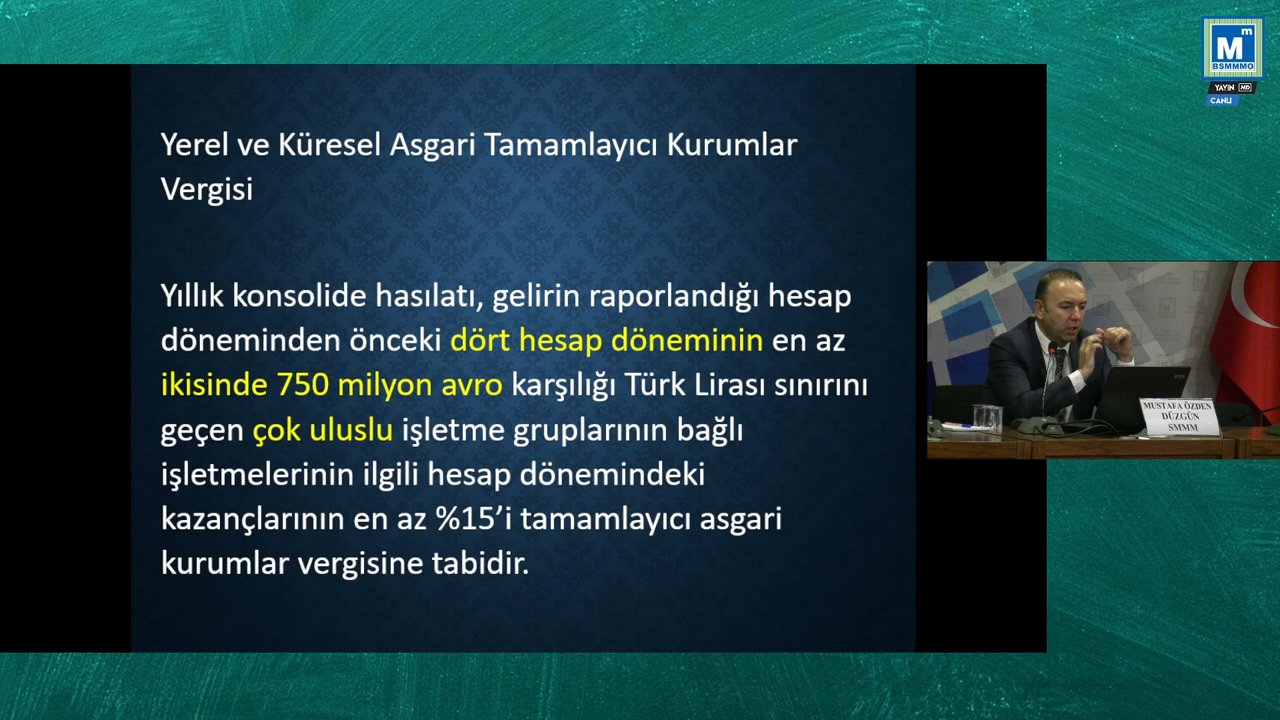 Yerel ve Küresel Asgari Tamamlayıcı Kurumlar
Vergisi
Yıllık konsolide hasılatı, gelirin raporlandığı hesap
döneminden önceki dört hesap döneminin en az
ikisinde 750 milyon avro karşılığı Türk Lirası sınırını
geçen çok uluslu işletme gruplarının bağlı
işletmelerinin ilgili hesap dönemindeki
kazançlarının en az %15’i tamamlayıcı asgari
kurumlar vergisine tabidir.
Mm
BSMMMO
YAYIN HD
CANLI
MUSTAFA ÖZDEN
DÜZGÜN
SMMM